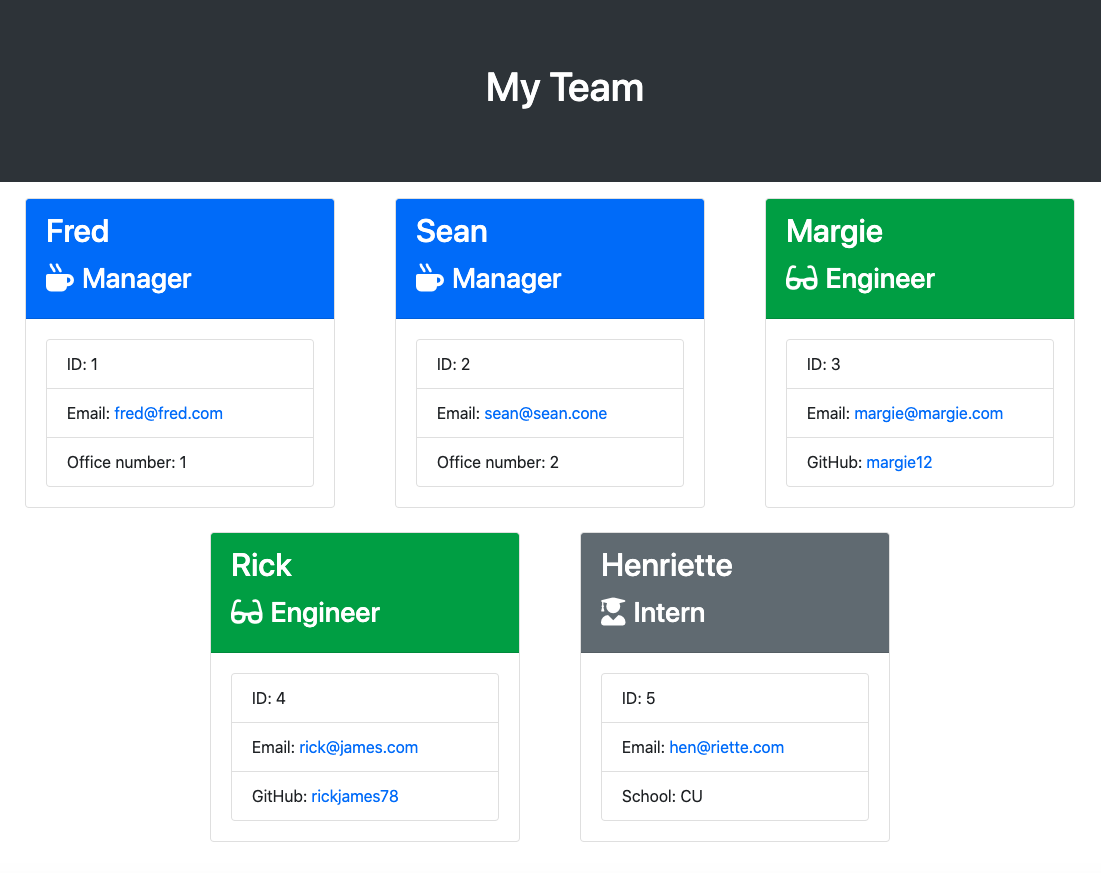 My Team
Fred
Manager
ID: 1
Email: fred@fred.com
Office number: 1
Sean
Manager
ID: 2
Email: sean@sean.cone
Office number: 2
Margie
Engineer
ID: 3
Email: margie@margie.com
GitHub: margie12
Rick
Engineer
ID: 4
Email: rick@james.com
GitHub: rickjames78
Henriette
Intern
ID: 5
Email: hen@riette.com
School: CU